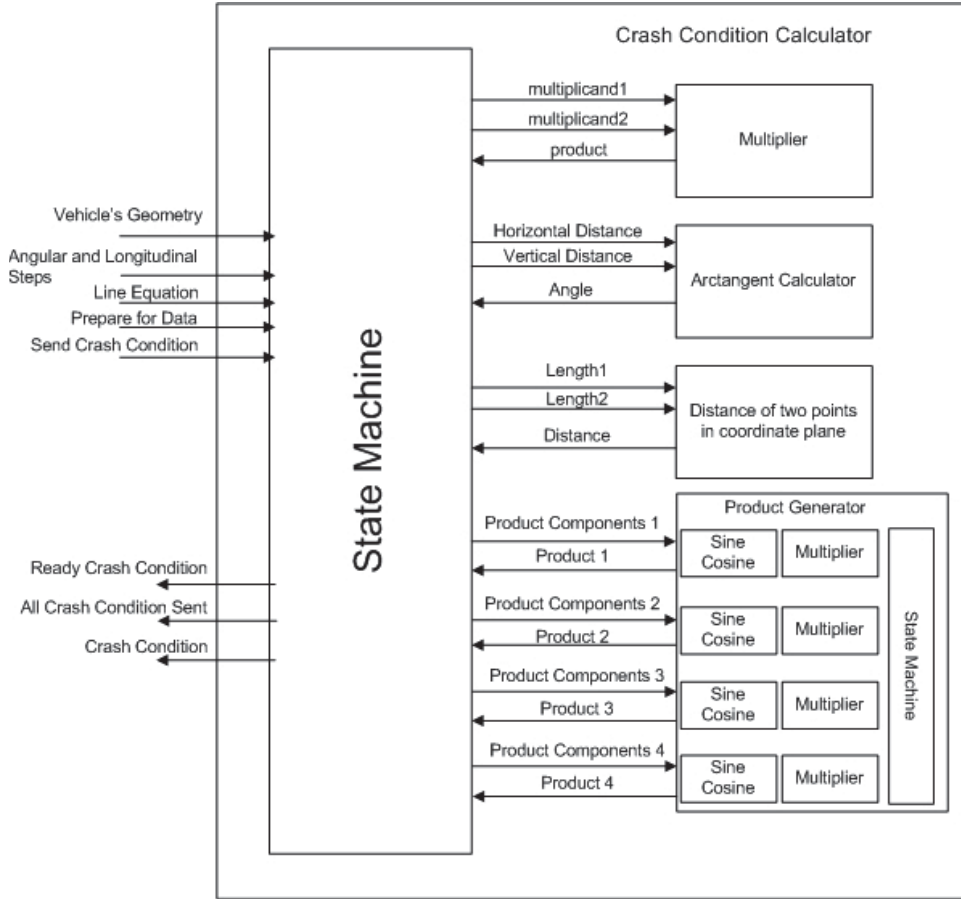 Crash Condition Calculator
State Machine
Vehicle's Geometry
Angular and Longitudinal
Steps
Line Equation
Prepare for Data
Send Crash Condition
Ready Crash Condition
All Crash Condition Sent
Crash Condition
multiplicand1
multiplicand2
product
Multiplier
Horizontal Distance
Vertical Distance
Angle
Arctangent Calculator
Length1
Length2
Distance
Distance of two points
in coordinate plane
Product Generator
Product Components 1
Product 1
Sine
Cosine
Multiplier
Product Components 2
Product 2
Sine
Cosine
Multiplier
Product Components 3
Product 3
Sine
Cosine
Multiplier
Product Components 4
Product 4
Sine
Cosine
Multiplier
State Machine